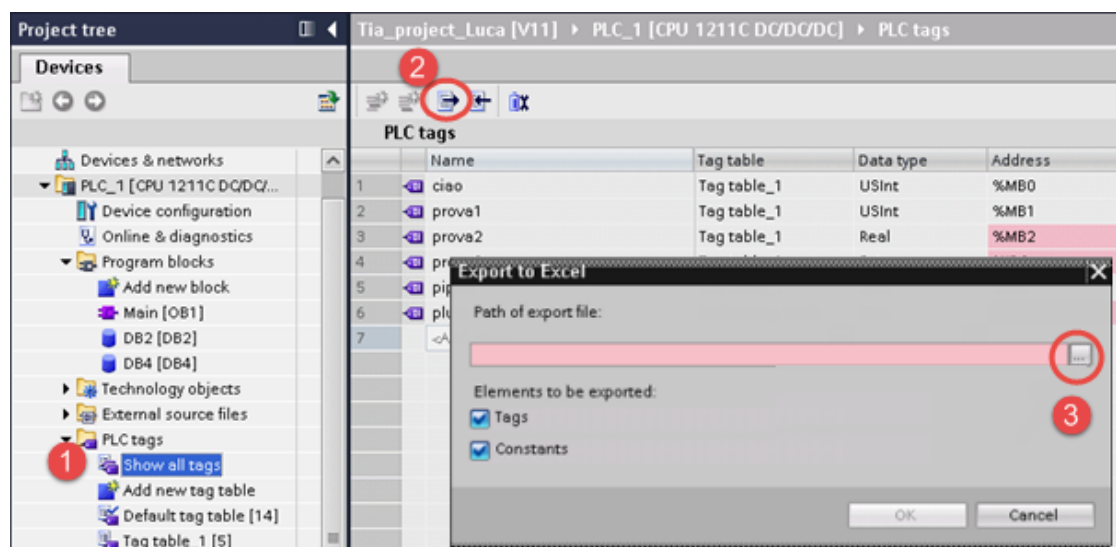 Project tree
Tia_project_Luca [V11] ▸ PLC_1 [CPU 1211C DC/DC/DC] ▸ PLC tags
Devices
2
PLC tags
Name Tag table Data type Address
Devices & networks
PLC_1 [CPU 1211C DC/DC/...
Device configuration
Online & diagnostics
Program blocks
Add new block
Main [OB1]
DB2 [DB2]
DB4 [DB4]
Technology objects
External source files
PLC tags
1
Show all tags
Add new tag table
Default tag table [14]
Tag table_1 [5]
1 ciao Tag table_1 USInt %MB0
2 prova1 Tag table_1 USInt %MB1
3 prova2 Tag table_1 Real %MB2
4 pr
5 pip
6 plu
7 <A
Export to Excel
Path of export file:
...
Elements to be exported:
3
Tags
Constants
OK Cancel